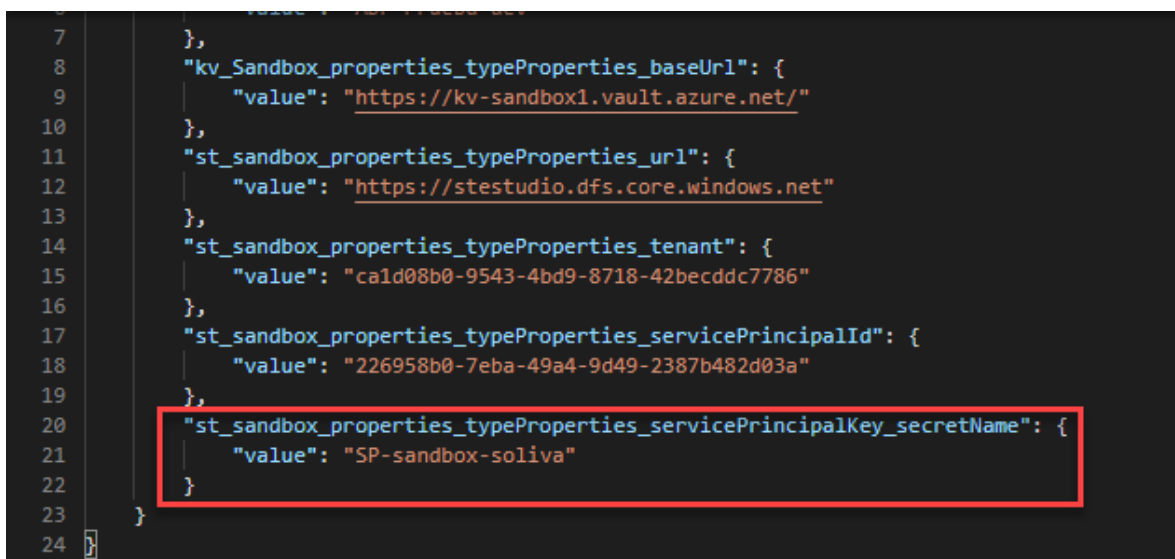 7 },
8 "kv_Sandbox_properties_typeProperties_baseUrl": {
9 "value": "https://kv-sandbox1.vault.azure.net/"
10 },
11 "st_sandbox_properties_typeProperties_url": {
12 "value": "https://stestudio.dfs.core.windows.net"
13 },
14 "st_sandbox_properties_typeProperties_tenant": {
15 "value": "ca1d08b0-9543-4bd9-8718-42becddc7786"
16 },
17 "st_sandbox_properties_typeProperties_servicePrincipalId": {
18 "value": "226958b0-7eba-49a4-9d49-2387b482d03a"
19 },
20 "st_sandbox_properties_typeProperties_servicePrincipalKey_secretName": {
21 "value": "SP-sandbox-soliva"
22 }
23 }
24 }